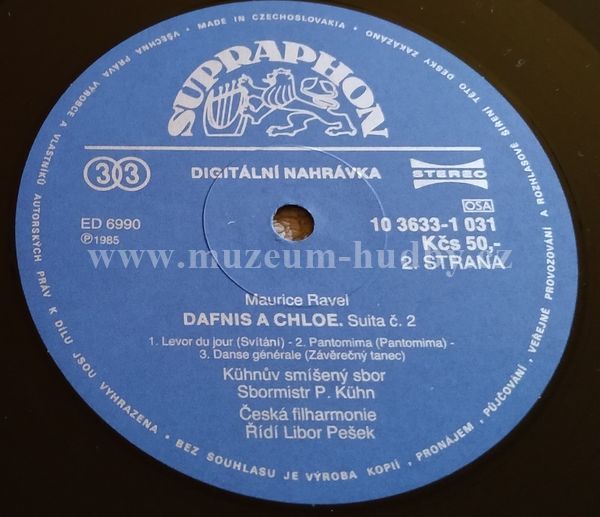 VŠECHNA PRÁVA VÝROBCE A VLASTNÍKŮ AUTORSKÝCH PRÁV K DÍLU JSOU VYHRAZENA • BEZ SOUHLASU JE VÝROBA KOPIÍ, PRONÁJEM, PŮJČOVÁNÍ, VEŘEJNÉ PROVOZOVÁNÍ A ROZHLASOVÉ ŠÍŘENÍ TÉTO DESKY ZAKÁZÁNO • MADE IN CZECHOSLOVAKIA •
SUPRAPHON
33 DIGITÁLNÍ NAHRÁVKA STEREO
OSA
ED 6990 10 3633-1 031
Ⓟ1985 Kčs 50,-
2. STRANA
www.muzeum-hudby.cz
Maurice Ravel
DAFNIS A CHLOE. Suita č. 2
1. Levor du jour (Svítání) - 2. Pantomima (Pantomima) -
3. Danse générale (Závěrečný tanec)
Kühnův smíšený sbor
Sbormistr P. Kühn
Česká filharmonie
Řídí Libor Pešek